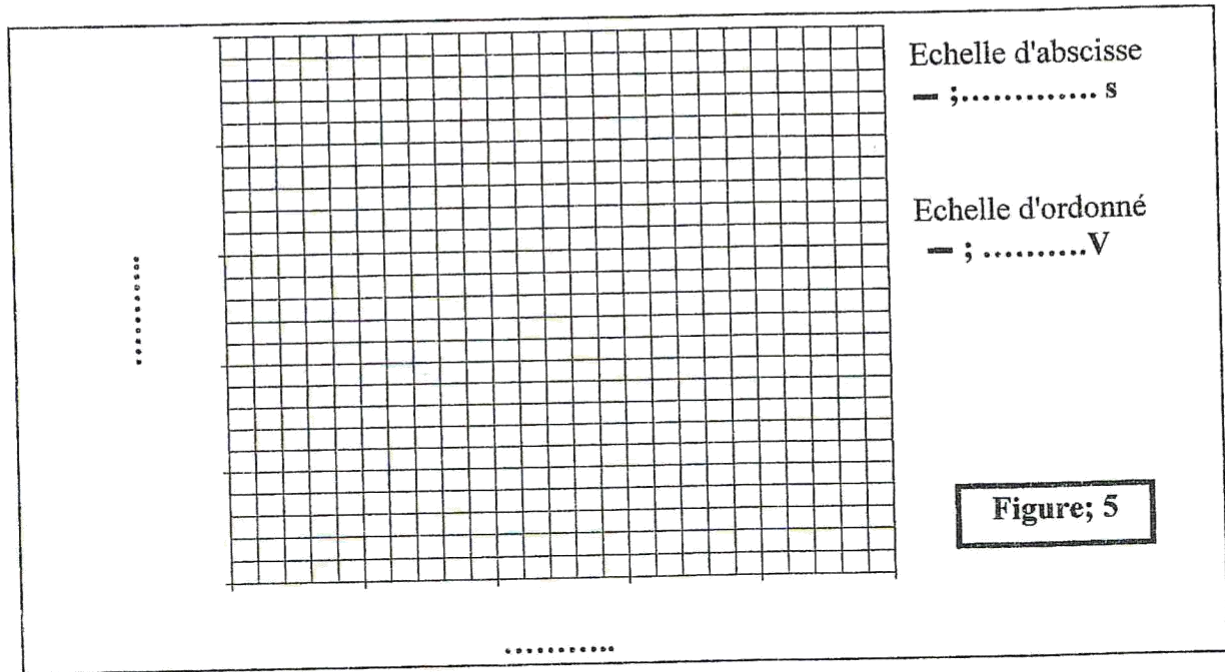 Echelle d'abscisse
— ;............. s
Echelle d'ordonné
— ; ..........V
..........
Figure; 5
...........